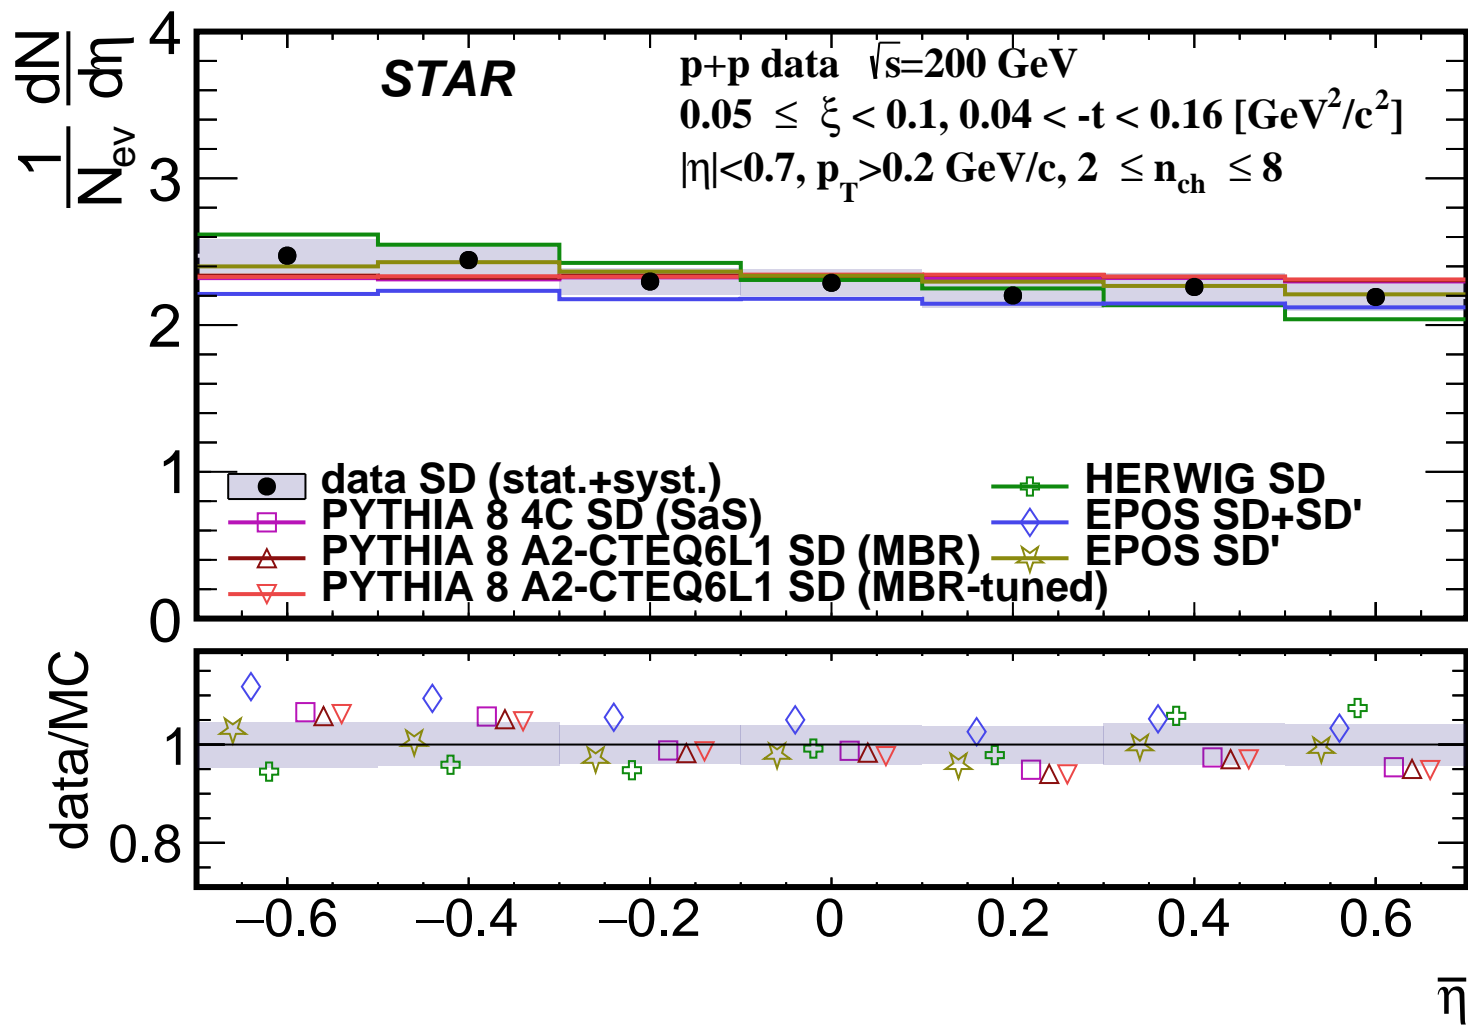 1/N_ev dN/dη
STAR
p+p data √s=200 GeV
0.05 ≤ ξ < 0.1, 0.04 < -t < 0.16 [GeV²/c²]
|η|<0.7, p_T>0.2 GeV/c, 2 ≤ n_ch ≤ 8
4
3
2
1
0
data SD (stat.+syst.)
PYTHIA 8 4C SD (SaS)
PYTHIA 8 A2-CTEQ6L1 SD (MBR)
PYTHIA 8 A2-CTEQ6L1 SD (MBR-tuned)
HERWIG SD
EPOS SD+SD'
EPOS SD'
data/MC
1
0.8
−0.6 −0.4 −0.2 0 0.2 0.4 0.6
η̅